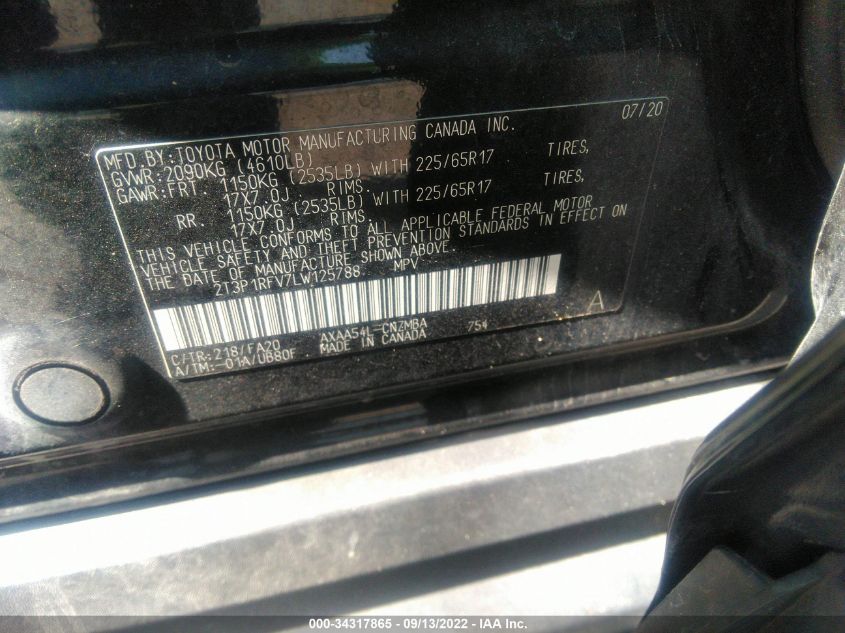 MFD. BY: TOYOTA MOTOR MANUFACTURING CANADA INC. 07/20
GVWR: 2090KG (4610LB)
GAWR: FRT. 1150KG (2535LB) WITH 225/65R17 TIRES,
17X7.0J RIMS.
RR. 1150KG (2535LB) WITH 225/65R17 TIRES,
17X7.0J RIMS.
THIS VEHICLE CONFORMS TO ALL APPLICABLE FEDERAL MOTOR
VEHICLE SAFETY AND THEFT PREVENTION STANDARDS IN EFFECT ON
THE DATE OF MANUFACTURE SHOWN ABOVE.
2T3P1RFV7LW125788 MPV
A
C/TR: 218/FA20 AXAA54L-CNZMBA 754
A/TM: -01A/UB80F MADE IN CANADA
000-34317865 - 09/13/2022 - IAA Inc.